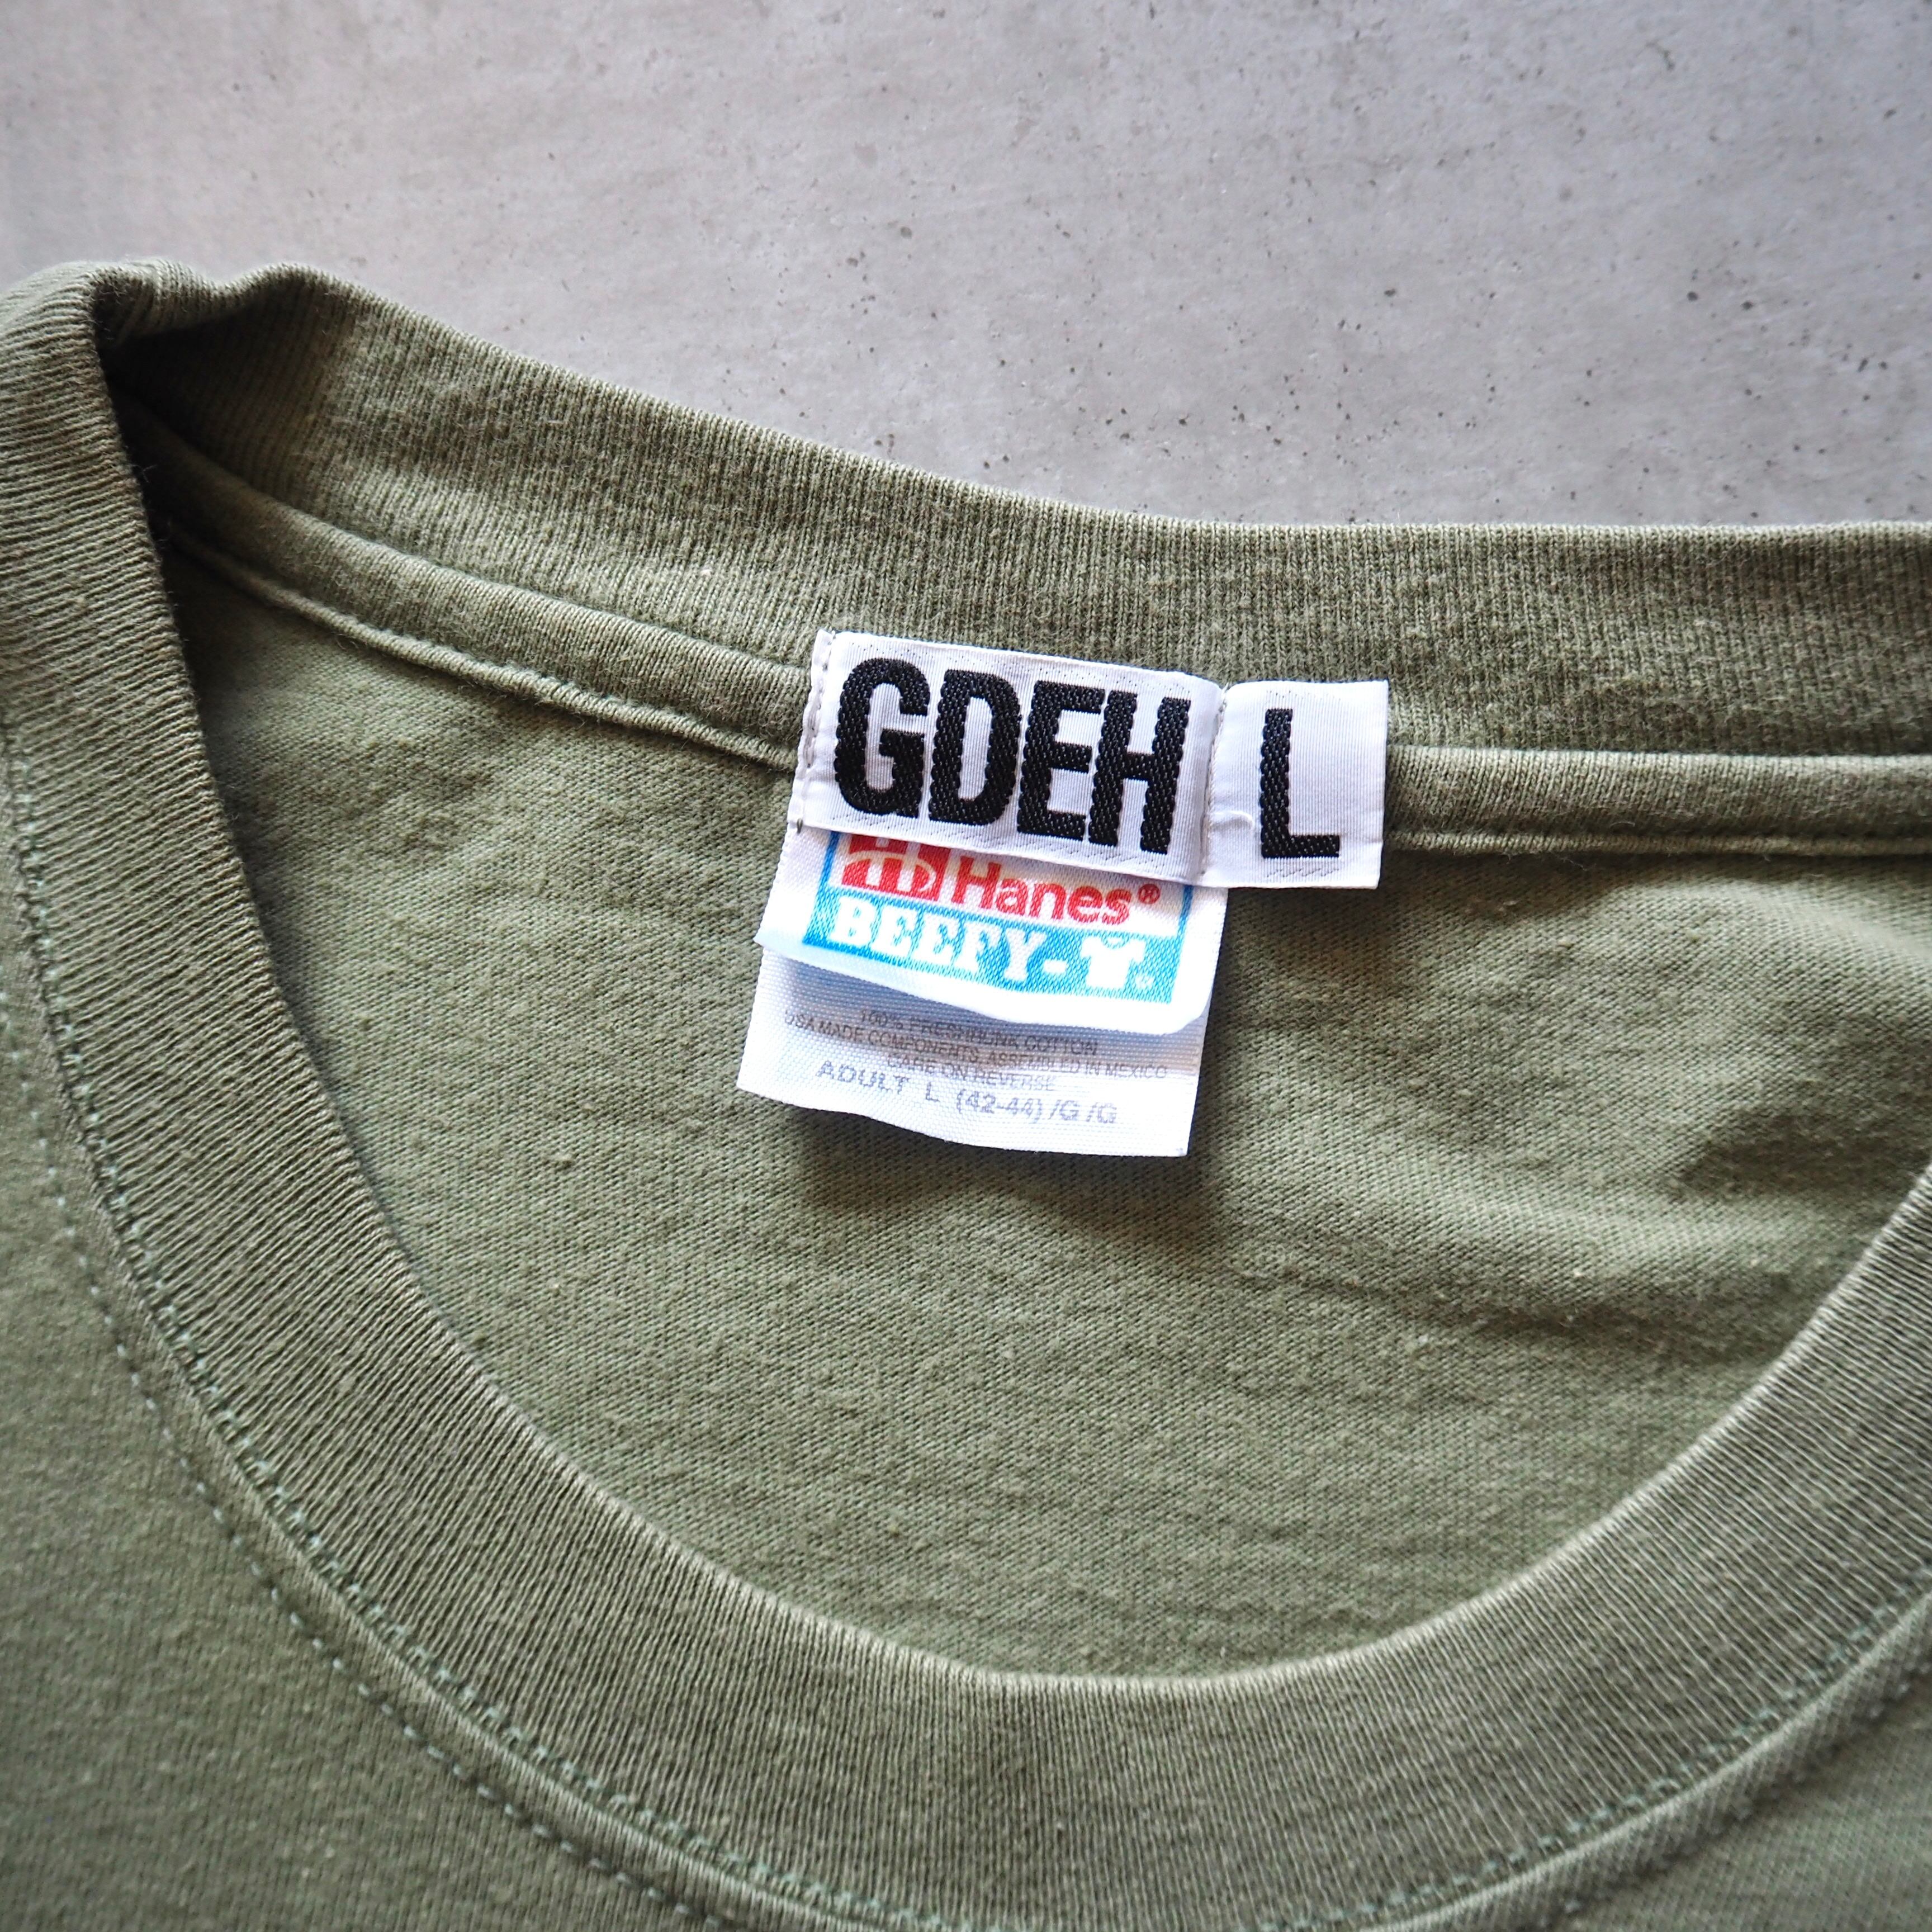 GDEH L
Hanes®
BEEFY-T®
100% PRESHRUNK COTTON
USA MADE COMPONENTS, ASSEMBLED IN MEXICO
CARE ON REVERSE
ADULT L (42-44) /G /G